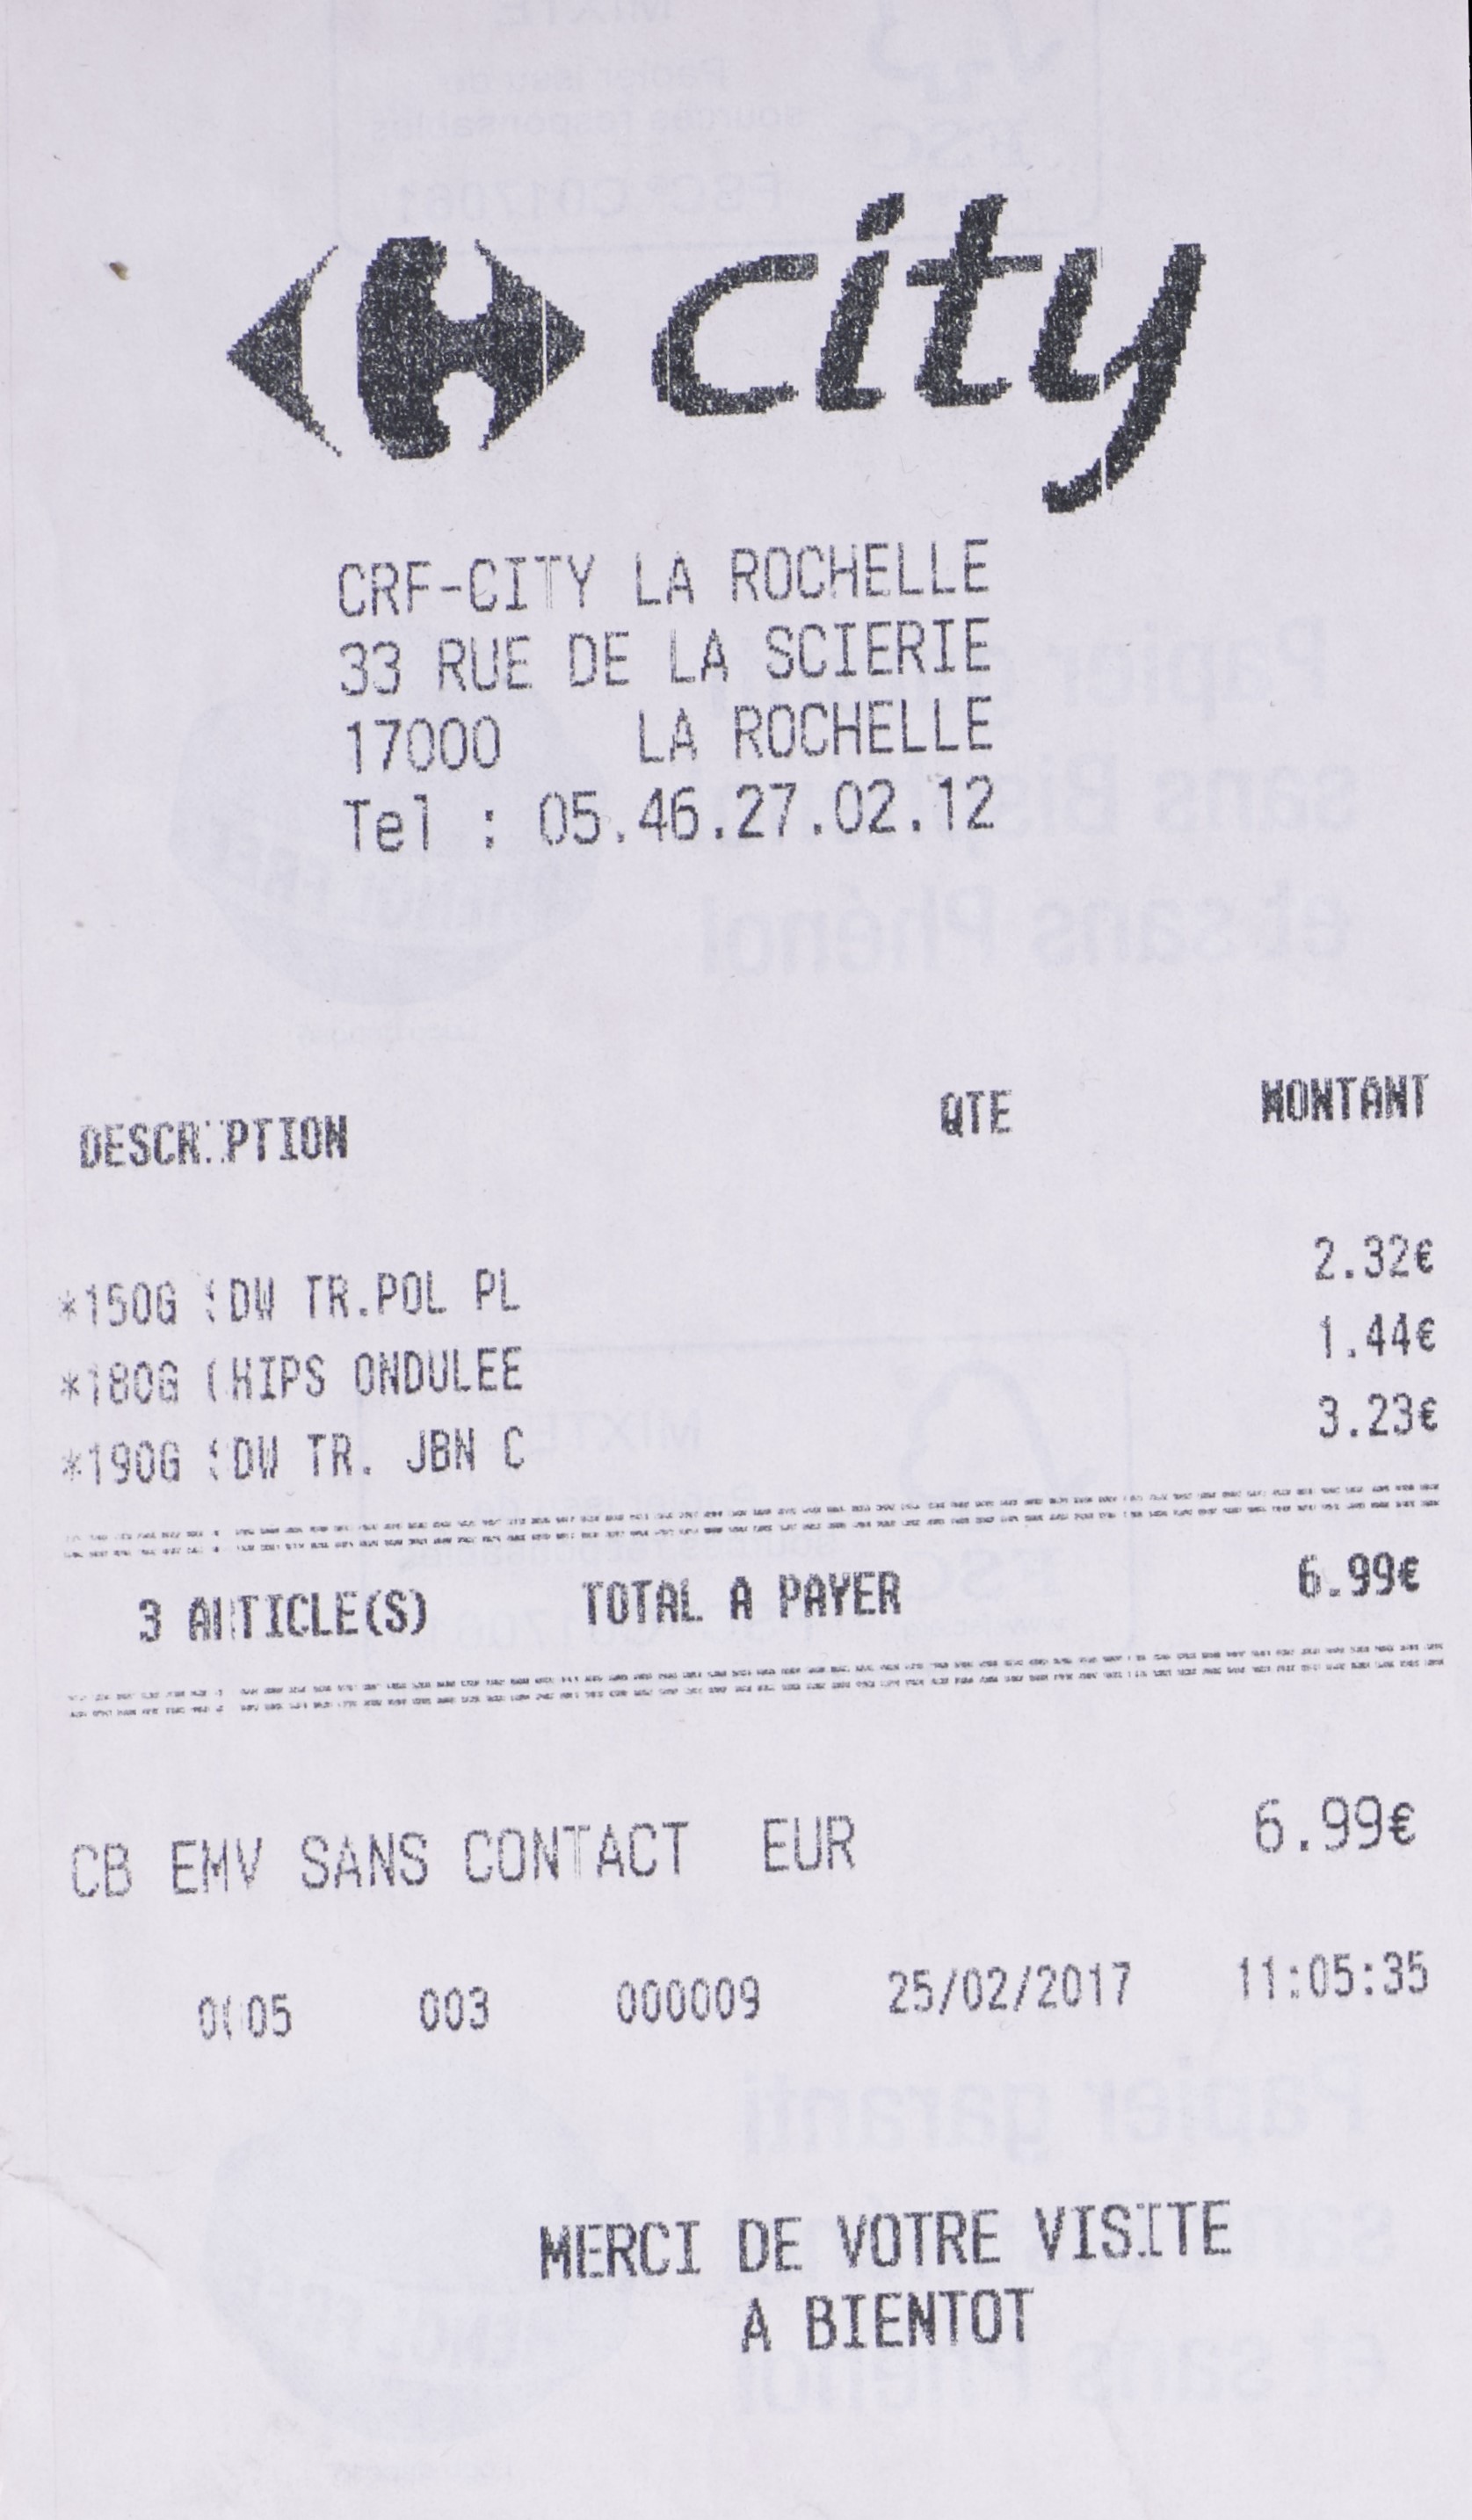 city
CRF-CITY LA ROCHELLE
33 RUE DE LA SCIERIE
17000 LA ROCHELLE
Tel : 05.46.27.02.12
DESCRIPTION QTE MONTANT
*150G SDW TR.POL PL 2.32€
*180G CHIPS ONDULEE 1.44€
*190G SDW TR. JBN C 3.23€
3 ARTICLE(S) TOTAL A PAYER 6.99€
CB EMV SANS CONTACT EUR 6.99€
0005 003 000009 25/02/2017 11:05:35
MERCI DE VOTRE VISITE
A BIENTOT